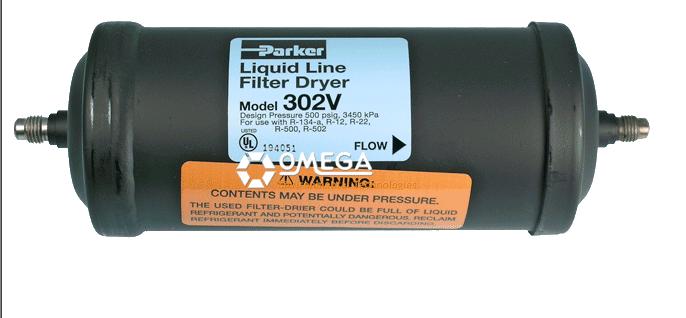 Parker
Liquid Line
Filter Dryer
Model 302V
Design Pressure 500 psig, 3450 kPa
For use with R-134-a, R-12, R-22,
R-500, R-502
LISTED
UL 194051
FLOW
OMEGA
Technologies
WARNING:
CONTENTS MAY BE UNDER PRESSURE.
THE USED FILTER-DRIER COULD BE FULL OF LIQUID
REFRIGERANT AND POTENTIALLY DANGEROUS. RECLAIM
REFRIGERANT IMMEDIATELY BEFORE DISCARDING.